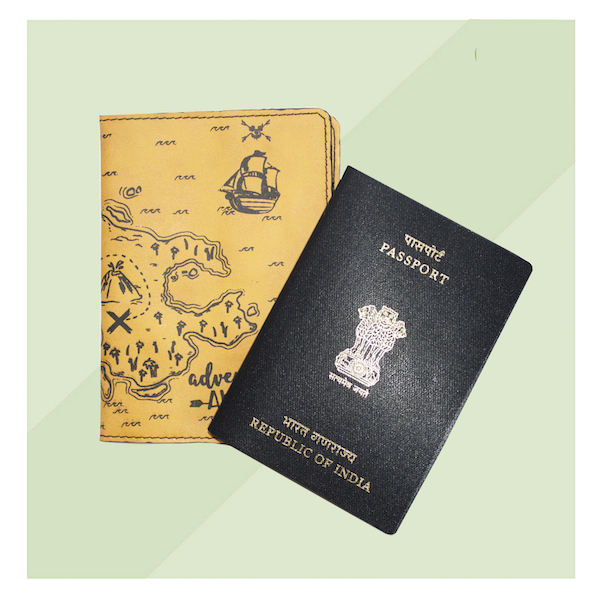 adve
पासपोर्ट
PASSPORT
सत्यमेव जयते
भारत गणराज्य
REPUBLIC OF INDIA